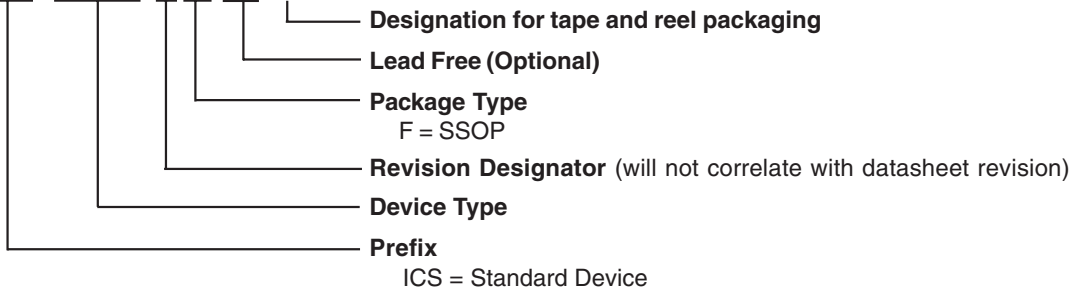 Designation for tape and reel packaging
Lead Free (Optional)
Package Type
F = SSOP
Revision Designator (will not correlate with datasheet revision)
Device Type
Prefix
ICS = Standard Device